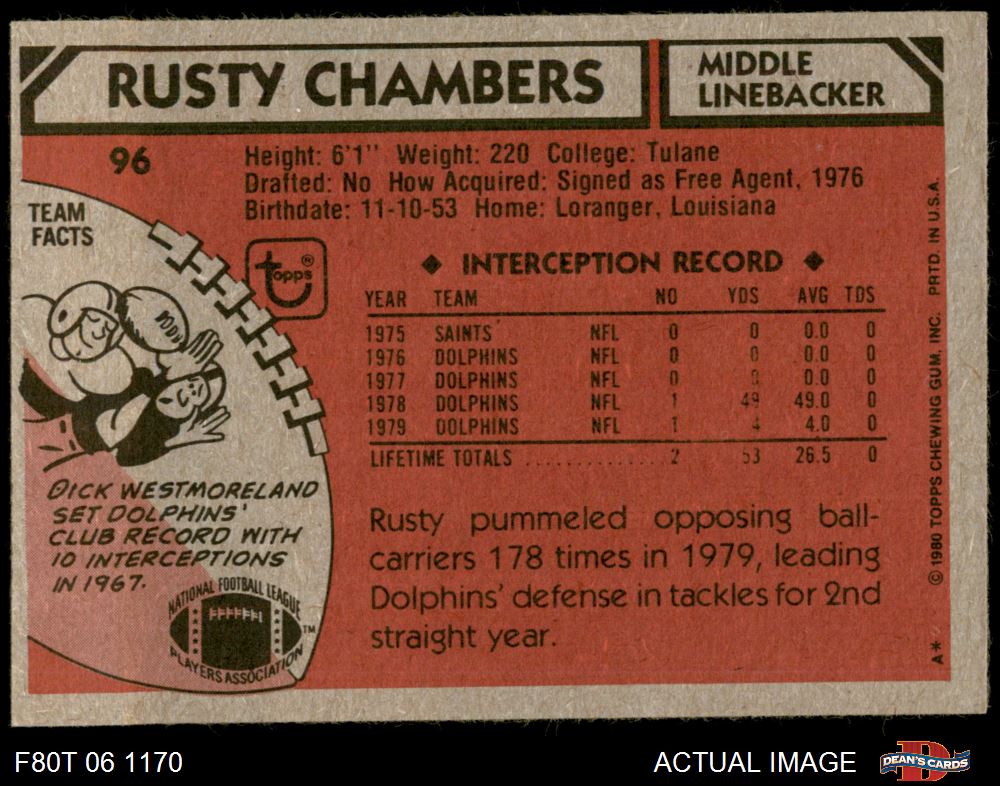 RUSTY CHAMBERS
MIDDLE
LINEBACKER
96
Height: 6'1" Weight: 220 College: Tulane
Drafted: No How Acquired: Signed as Free Agent, 1976
Birthdate: 11-10-53 Home: Loranger, Louisiana
TEAM
FACTS
topps®
◆ INTERCEPTION RECORD ◆
YEAR TEAM NO YDS AVG TDS
1975 SAINTS NFL 0 0 0.0 0
1976 DOLPHINS NFL 0 0 0.0 0
1977 DOLPHINS NFL 0 0 0.0 0
1978 DOLPHINS NFL 1 49 49.0 0
1979 DOLPHINS NFL 1 4 4.0 0
LIFETIME TOTALS .................... 2 53 26.5 0
DICK WESTMORELAND
SET DOLPHINS'
CLUB RECORD WITH
10 INTERCEPTIONS
IN 1967.
NATIONAL FOOTBALL LEAGUE
PLAYERS ASSOCIATION
TM
Rusty pummeled opposing ball-
carriers 178 times in 1979, leading
Dolphins' defense in tackles for 2nd
straight year.
A* © 1980 TOPPS CHEWING GUM, INC. PRTD. IN U.S.A.
F80T 06 1170
ACTUAL IMAGE
D
DEAN'S CARDS